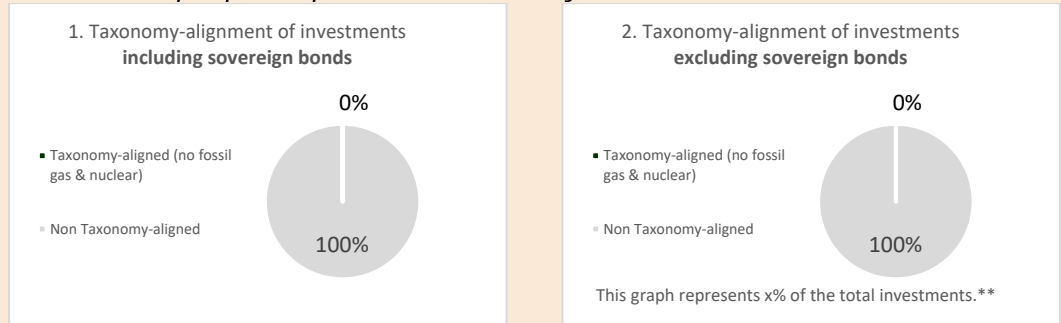 1. Taxonomy-alignment of investments
including sovereign bonds
0%
Taxonomy-aligned (no fossil
gas & nuclear)
Non Taxonomy-aligned
100%
2. Taxonomy-alignment of investments
excluding sovereign bonds
0%
Taxonomy-aligned (no fossil
gas & nuclear)
Non Taxonomy-aligned
100%
This graph represents x% of the total investments.**